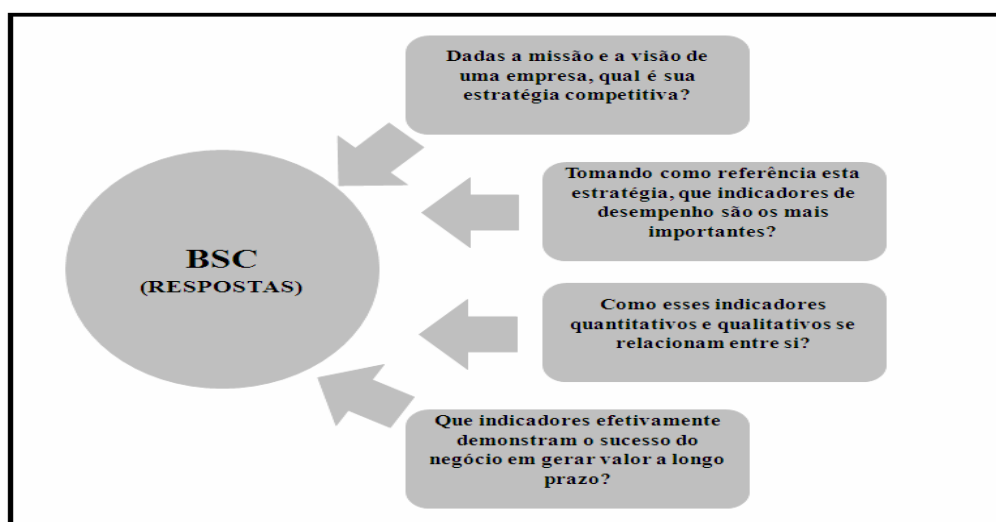 Dadas a missão e a visão de
uma empresa, qual é sua
estratégia competitiva?
Tomando como referência esta
estratégia, que indicadores de
desempenho são os mais
importantes?
BSC
(RESPOSTAS)
Como esses indicadores
quantitativos e qualitativos se
relacionam entre si?
Que indicadores efetivamente
demonstram o sucesso do
negócio em gerar valor a longo
prazo?